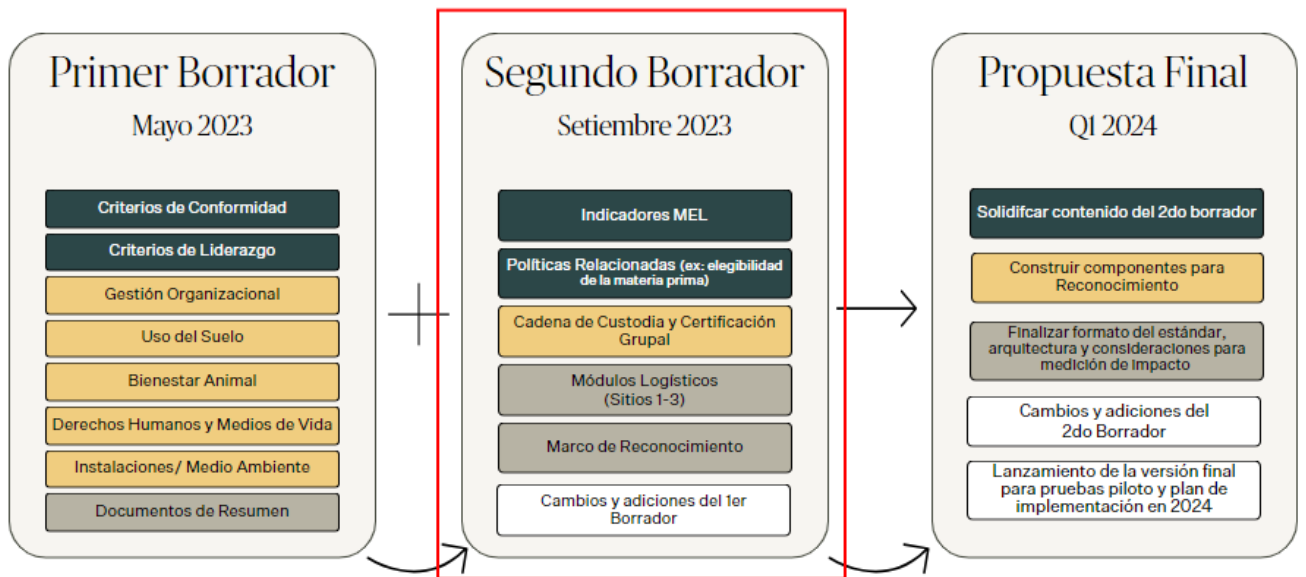 Primer Borrador
Mayo 2023
Criterios de Conformidad
Criterios de Liderazgo
Gestión Organizacional
Uso del Suelo
Bienestar Animal
Derechos Humanos y Medios de Vida
Instalaciones/ Medio Ambiente
Documentos de Resumen
Segundo Borrador
Setiembre 2023
Indicadores MEL
Políticas Relacionadas (ex: elegibilidad
de la materia prima)
Cadena de Custodia y Certificación
Grupal
Módulos Logísticos
(Sitios 1-3)
Marco de Reconocimiento
Cambios y adiciones del 1er
Borrador
Propuesta Final
Q1 2024
Solidifcar contenido del 2do borrador
Construir componentes para
Reconocimiento
Finalizar formato del estándar,
arquitectura y consideraciones para
medición de impacto
Cambios y adiciones del
2do Borrador
Lanzamiento de la versión final
para pruebas piloto y plan de
implementación en 2024